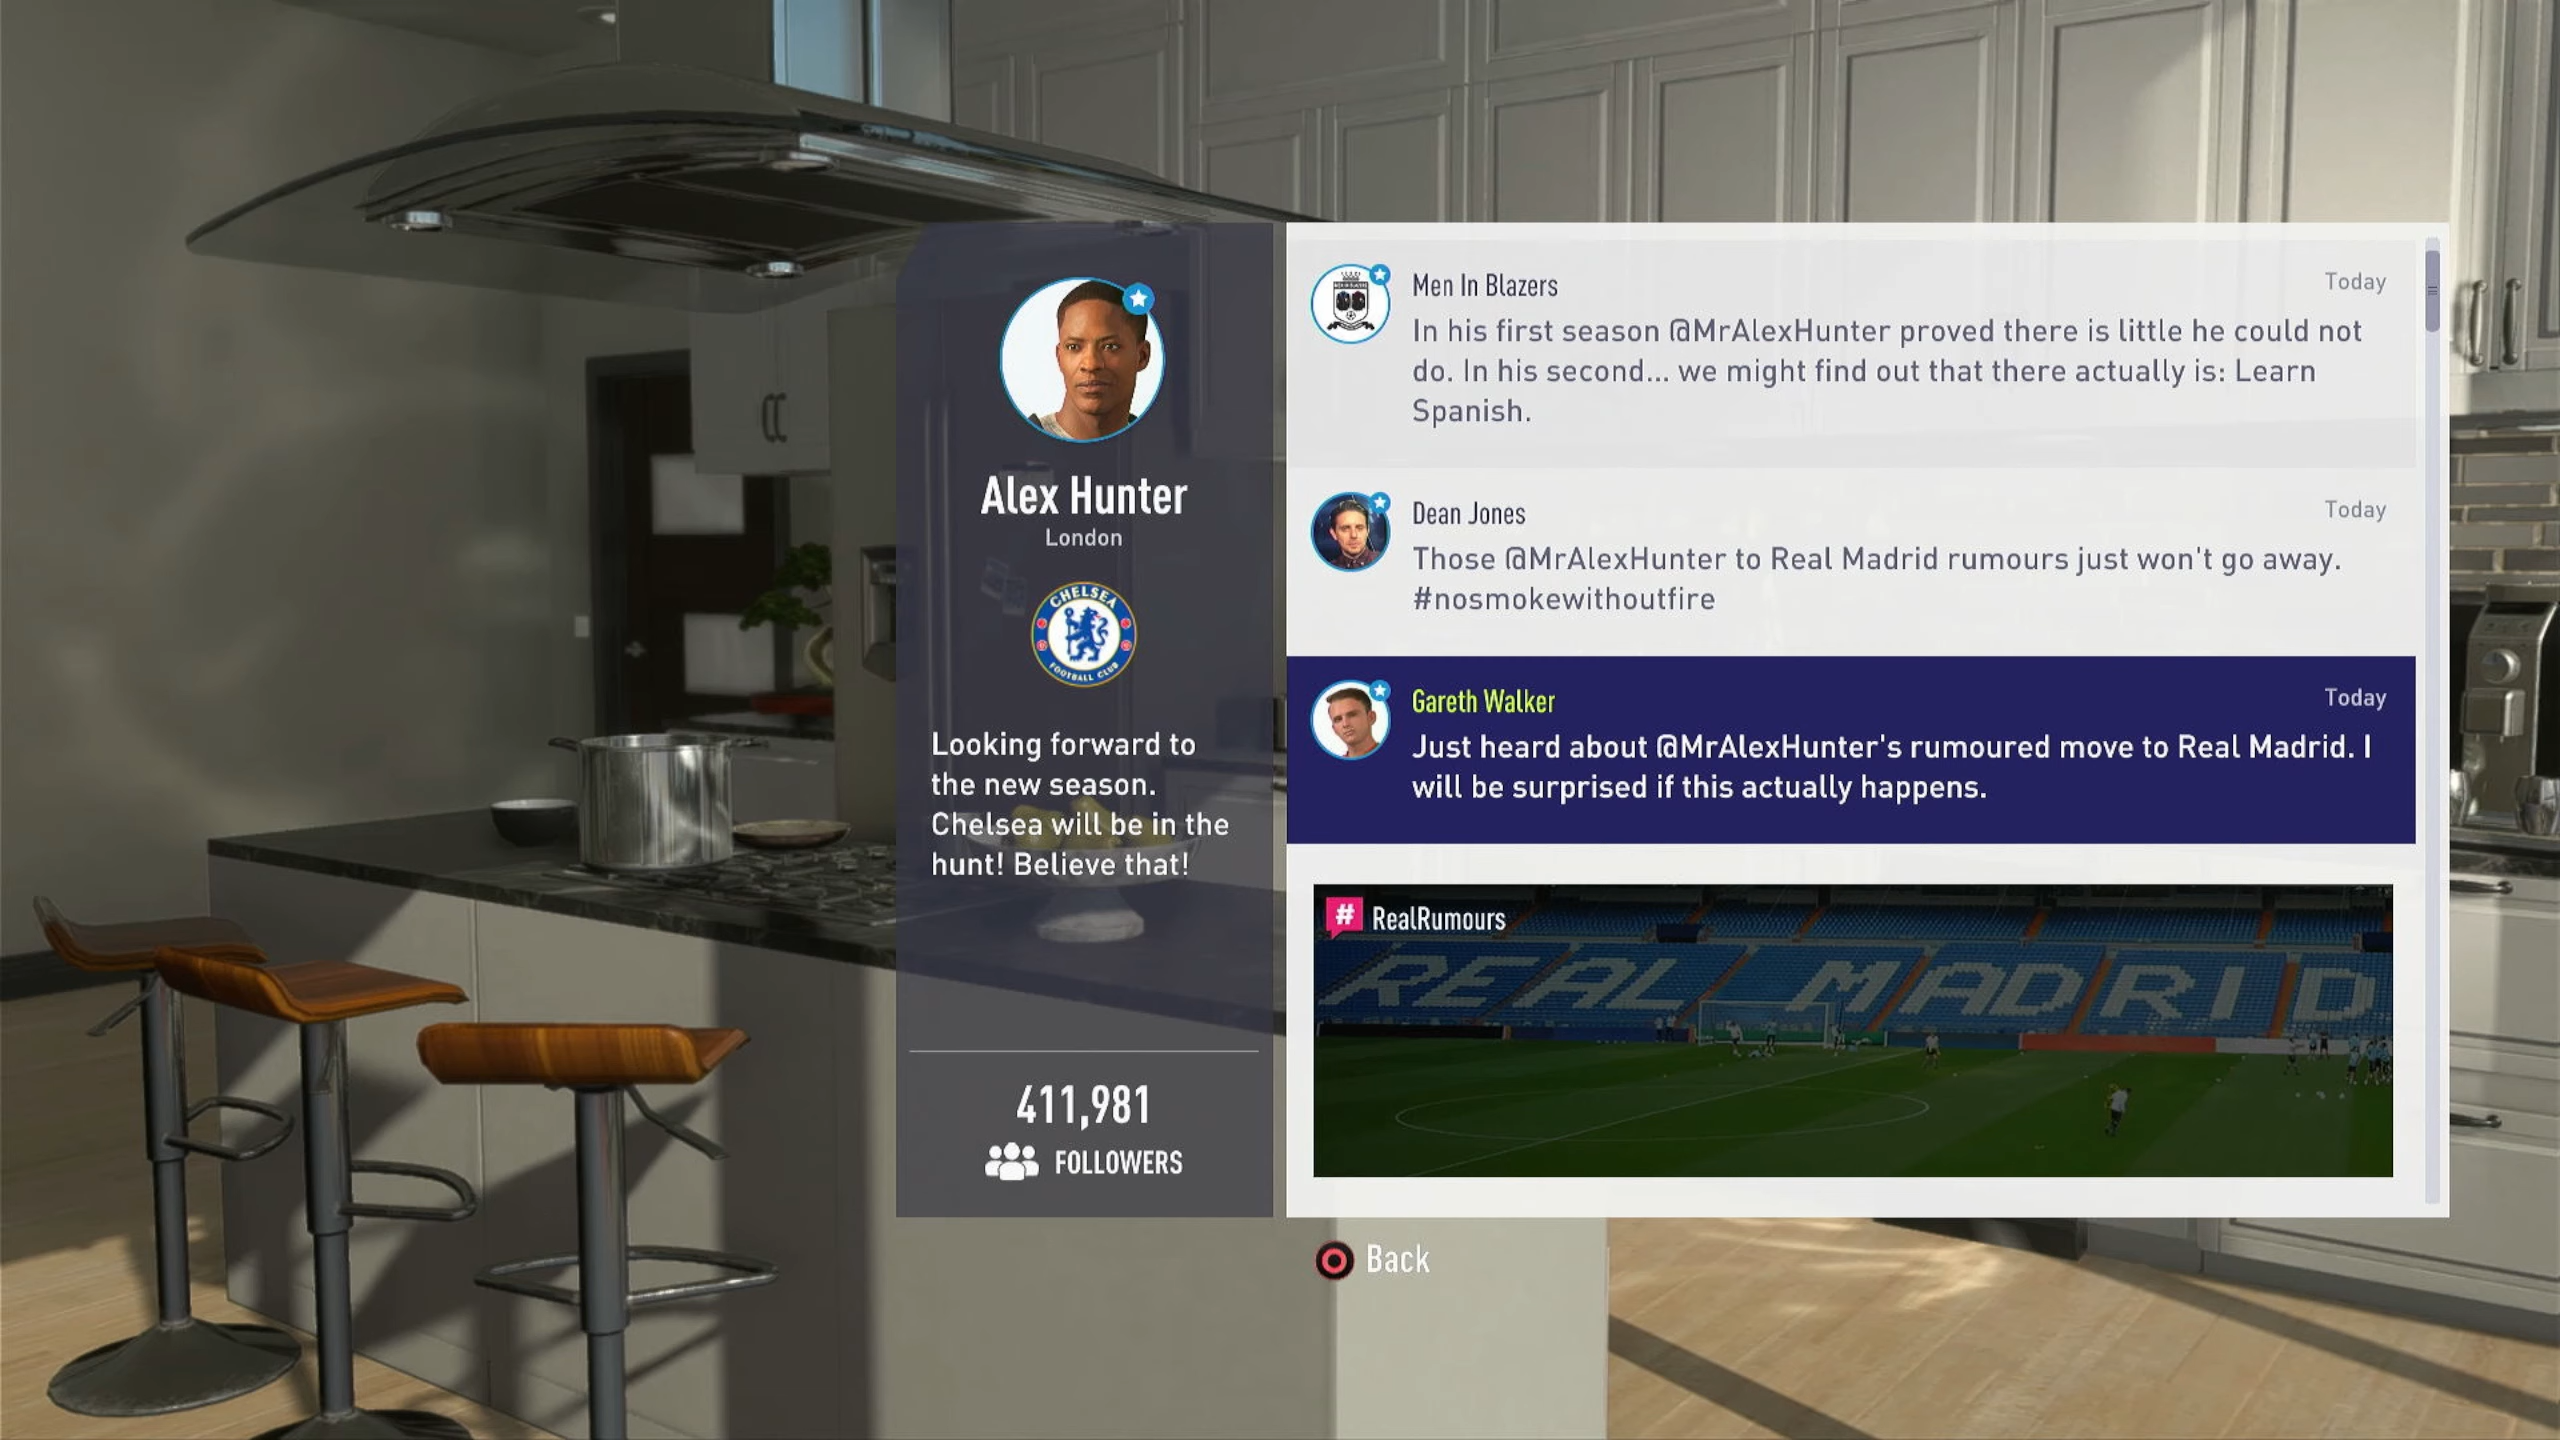 Alex Hunter
London
CHELSEA
FOOTBALL CLUB
Looking forward to
the new season.
Chelsea will be in the
hunt! Believe that!
411,981
FOLLOWERS
Men In Blazers
Today
In his first season @MrAlexHunter proved there is little he could not
do. In his second... we might find out that there actually is: Learn
Spanish.
Dean Jones
Today
Those @MrAlexHunter to Real Madrid rumours just won't go away.
#nosmokewithoutfire
Gareth Walker
Today
Just heard about @MrAlexHunter's rumoured move to Real Madrid. I
will be surprised if this actually happens.
# RealRumours
REAL MADRID
Back